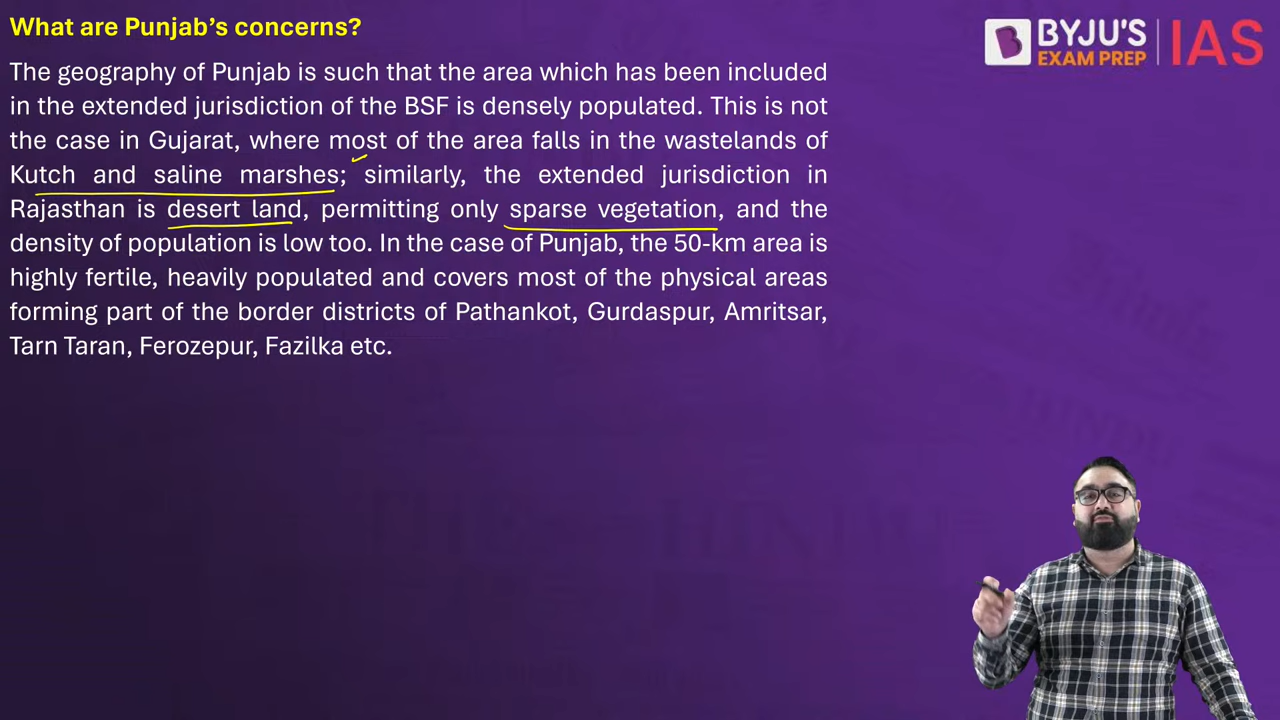 What are Punjab's concerns?
BYJU'S
EXAM PREP
IAS
The geography of Punjab is such that the area which has been included
in the extended jurisdiction of the BSF is densely populated. This is not
the case in Gujarat, where most of the area falls in the wastelands of
Kutch and saline marshes; similarly, the extended jurisdiction in
Rajasthan is desert land, permitting only sparse vegetation, and the
density of population is low too. In the case of Punjab, the 50-km area is
highly fertile, heavily populated and covers most of the physical areas
forming part of the border districts of Pathankot, Gurdaspur, Amritsar,
Tarn Taran, Ferozepur, Fazilka etc.